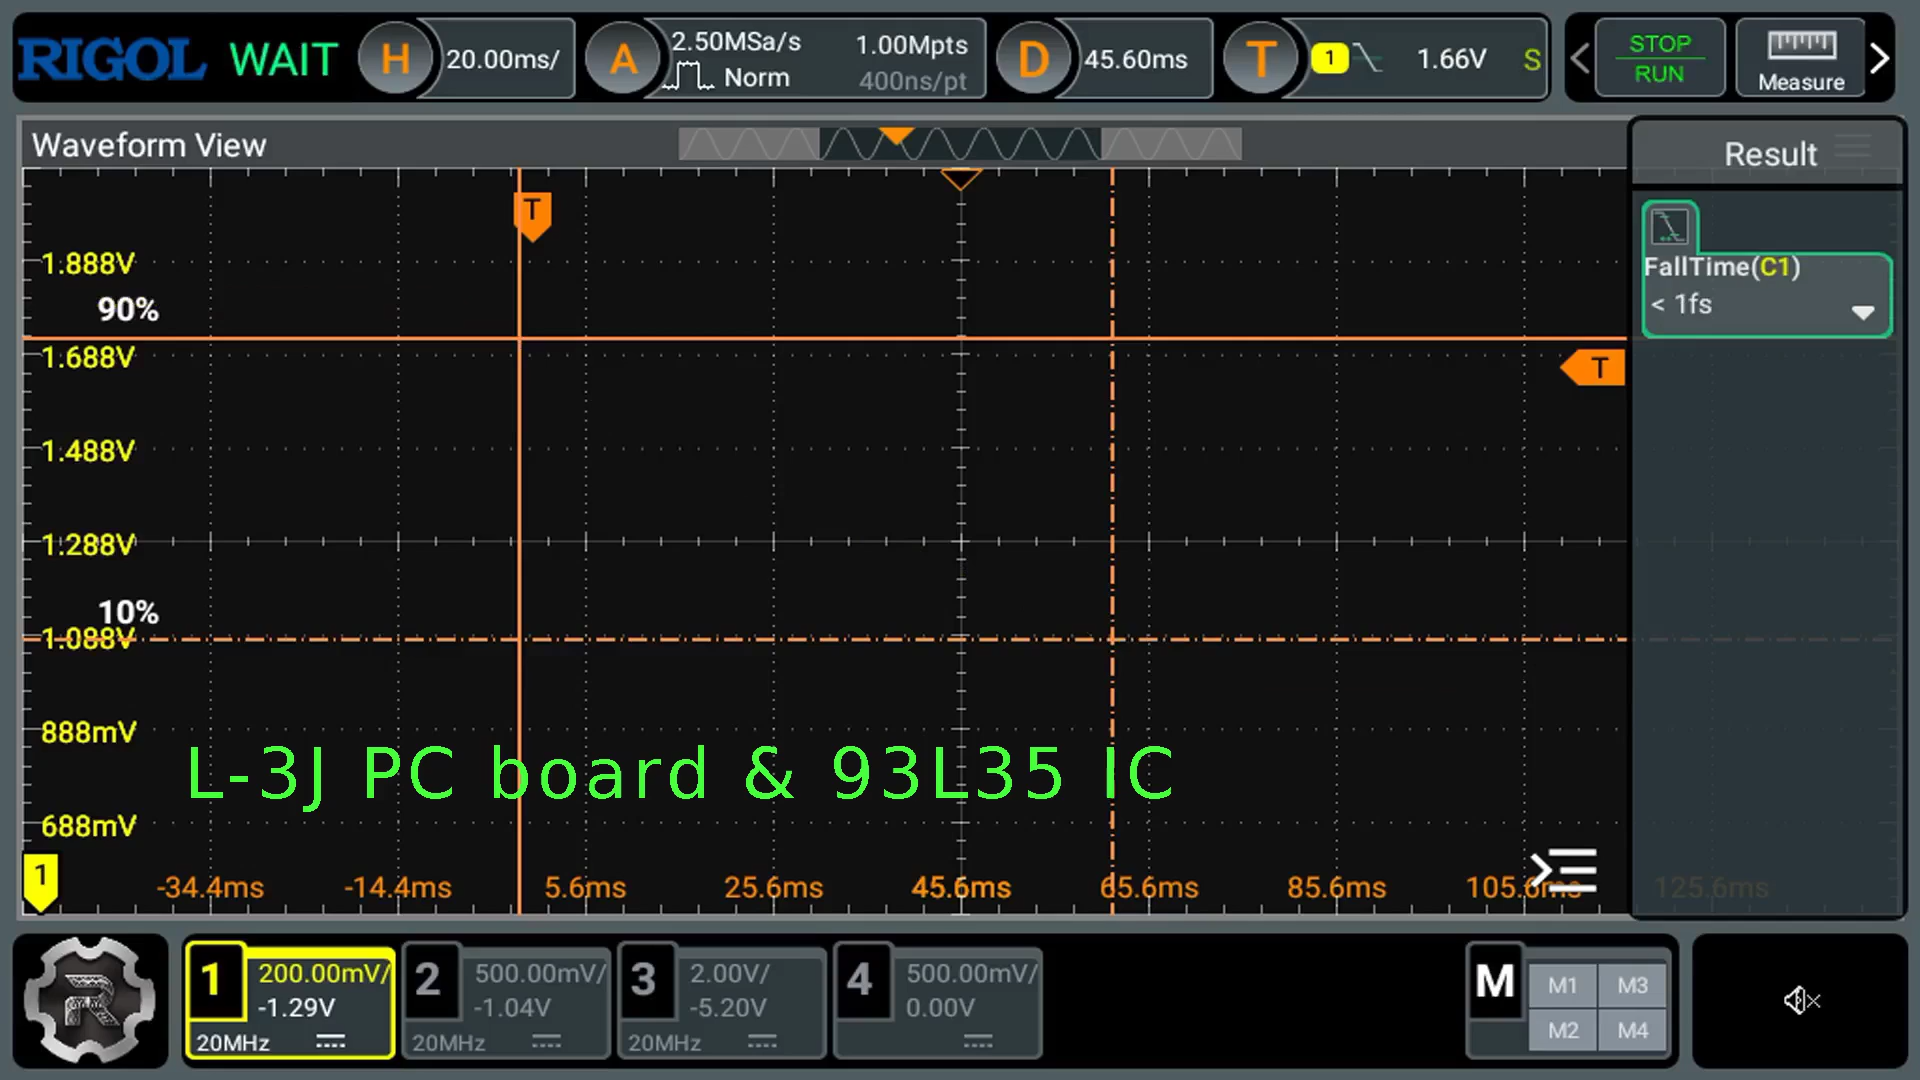 RIGOL WAIT H 20.00ms/ A 2.50MSa/s 1.00Mpts D 45.60ms T 1 1.66V S STOP
Norm 400ns/pt RUN Measure
Waveform View
Result
T
FallTime(C1)
< 1fs
1.888V
90%
1.688V
T
1.488V
1.288V
10%
1.088V
888mV
L-3J PC board & 93L35 IC
688mV
1
-34.4ms -14.4ms 5.6ms 25.6ms 45.6ms 65.6ms 85.6ms 105.6ms 125.6ms
R 1 200.00mV/ 2 500.00mV/ 3 2.00V/ 4 500.00mV/ M M1 M3
-1.29V -1.04V -5.20V 0.00V
20MHz 20MHz 20MHz M2 M4